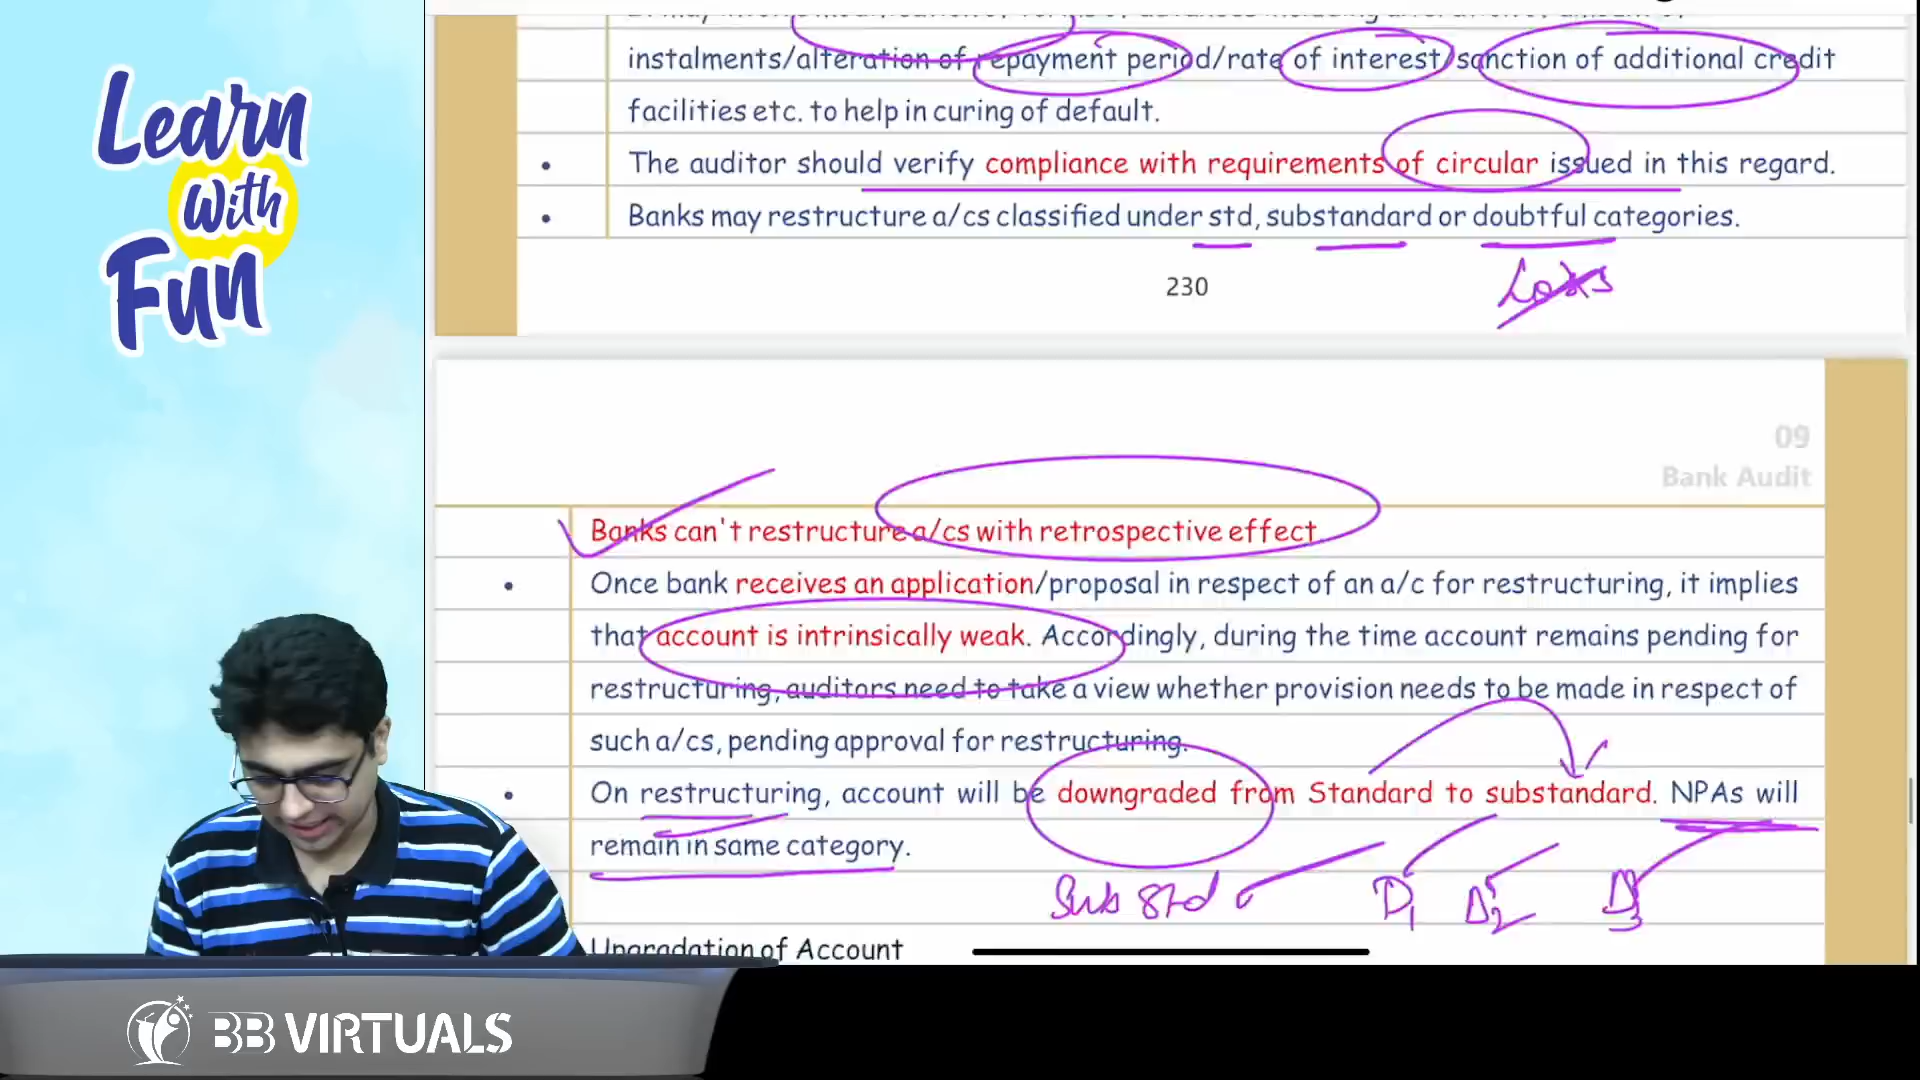 Learn
with
Fun
instalments/alteration of repayment period/rate of interest/sanction of additional credit
facilities etc. to help in curing of default.
• The auditor should verify compliance with requirements of circular issued in this regard.
• Banks may restructure a/cs classified under std, substandard or doubtful categories.
Loss
230
09
Bank Audit
Banks can't restructure a/cs with retrospective effect.
• Once bank receives an application/proposal in respect of an a/c for restructuring, it implies
that account is intrinsically weak. Accordingly, during the time account remains pending for
restructuring, auditors need to take a view whether provision needs to be made in respect of
such a/cs, pending approval for restructuring.
• On restructuring, account will be downgraded from Standard to substandard. NPAs will
remain in same category.
Sub Std D1 D2 D3
Upgradation of Account
BB VIRTUALS